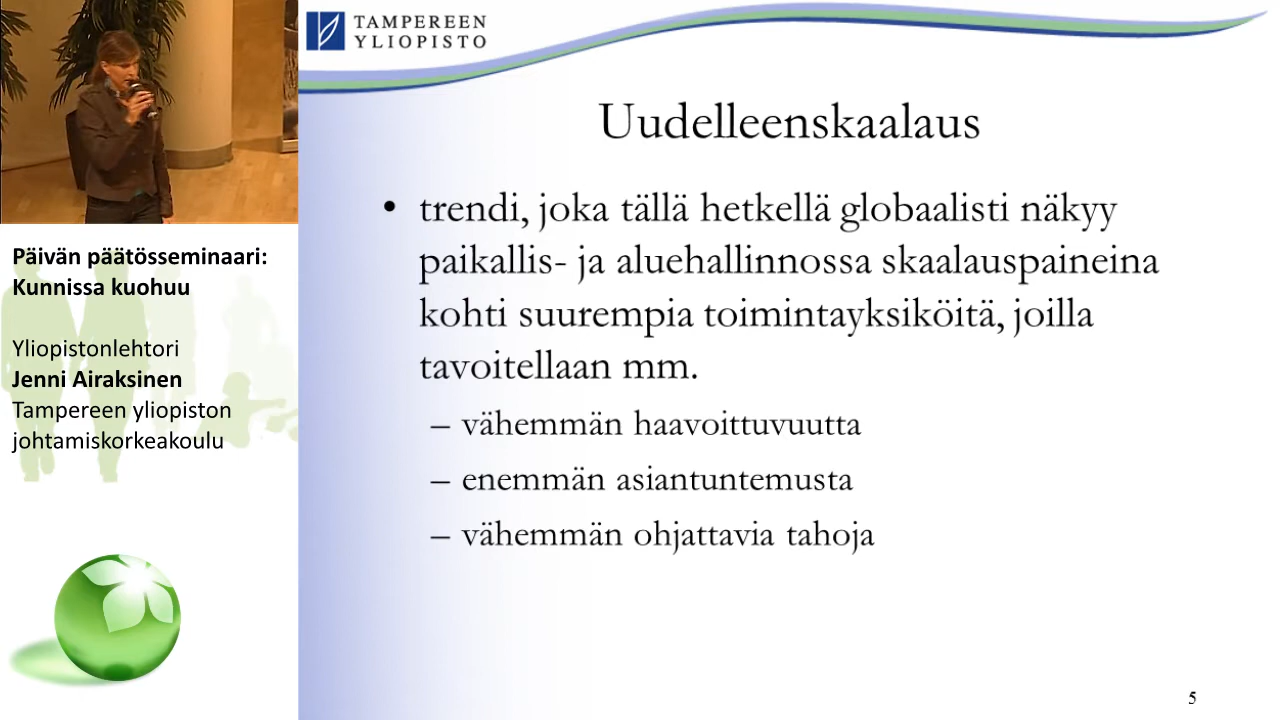 TAMPEREEN
YLIOPISTO
Uudelleenskaalaus
• trendi, joka tällä hetkellä globaalisti näkyy
paikallis- ja aluehallinnossa skaalauspaineina
kohti suurempia toimintayksiköitä, joilla
tavoitellaan mm.
– vähemmän haavoittuvuutta
– enemmän asiantuntemusta
– vähemmän ohjattavia tahoja
5
Päivän päätösseminaari:
Kunnissa kuohuu
Yliopistonlehtori
Jenni Airaksinen
Tampereen yliopiston
johtamiskorkeakoulu